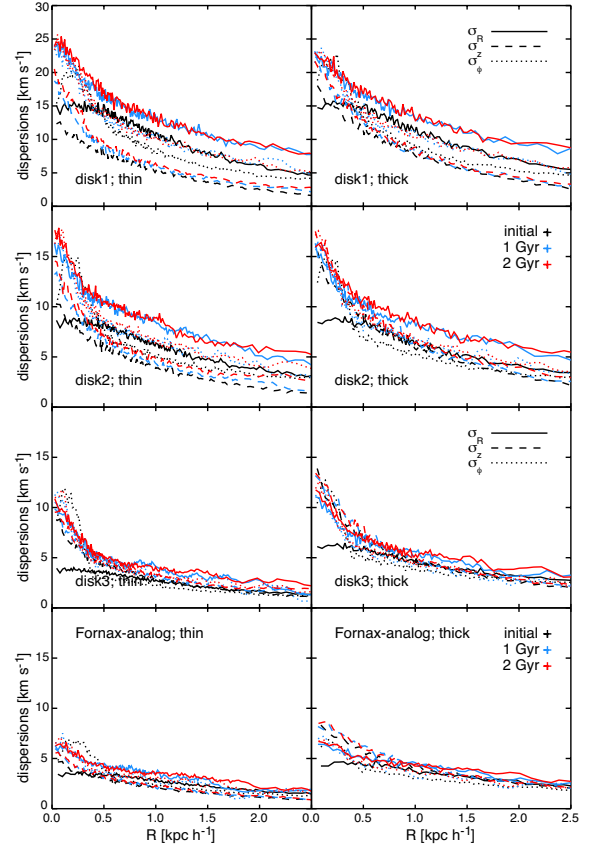 30
25
20
15
10
5
0
dispersions [km s-1]
disk1; thin
σR
σz
σϕ
disk1; thick
15
10
5
0
dispersions [km s-1]
disk2; thin
initial +
1 Gyr +
2 Gyr +
disk2; thick
15
10
5
0
dispersions [km s-1]
disk3; thin
σR
σz
σϕ
disk3; thick
Fornax-analog; thin
15
10
5
0
dispersions [km s-1]
Fornax-analog; thick
initial +
1 Gyr +
2 Gyr +
0.0 0.5 1.0 1.5 2.0 0.0 0.5 1.0 1.5 2.0 2.5
R [kpc h-1] R [kpc h-1]